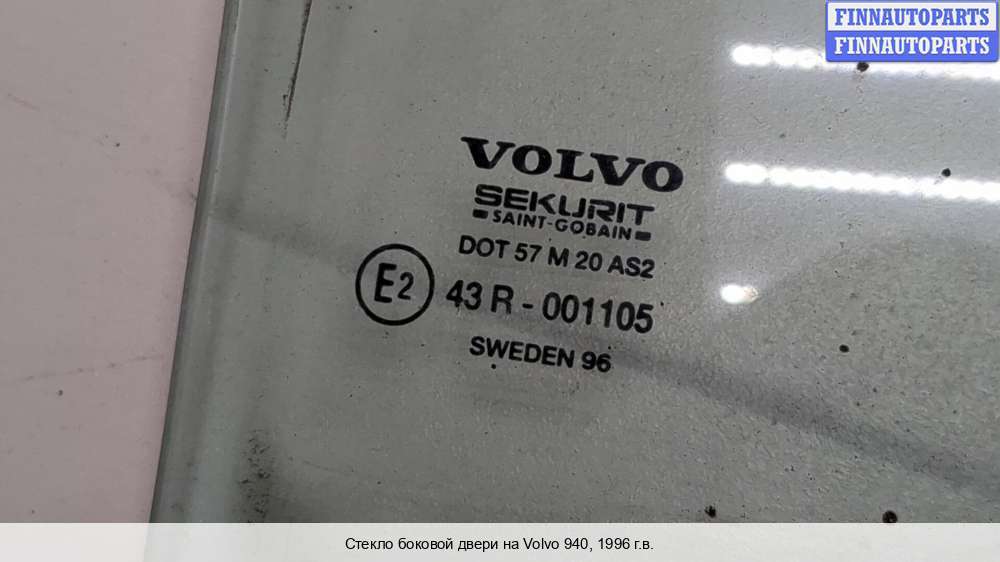 FINNAUTOPARTS
FINNAUTOPARTS
VOLVO
SEKURIT
SAINT-GOBAIN
DOT 57 M 20 AS2
E2 43 R - 001105
SWEDEN 96
Стекло боковой двери на Volvo 940, 1996 г.в.